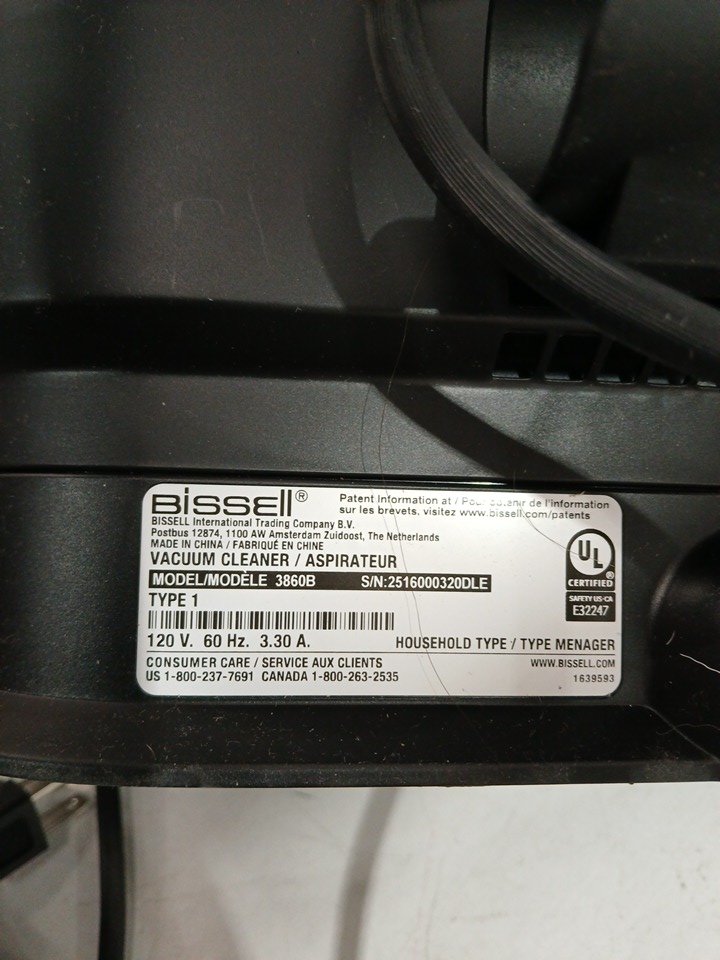 BISSELL®
Patent Information at / Pour obtenir de l'information
sur les brevets, visitez www.bissell.com/patents
BISSELL International Trading Company B.V.
Postbus 12874, 1100 AW Amsterdam Zuidoost, The Netherlands
MADE IN CHINA / FABRIQUÉ EN CHINE
VACUUM CLEANER / ASPIRATEUR
MODEL/MODÈLE 3860B S/N:2516000320DLE
TYPE 1
120 V. 60 Hz. 3.30 A.
HOUSEHOLD TYPE / TYPE MENAGER
CONSUMER CARE / SERVICE AUX CLIENTS
US 1-800-237-7691 CANADA 1-800-263-2535
UL®
CERTIFIED
SAFETY US-CA
E32247
WWW.BISSELL.COM
1639593